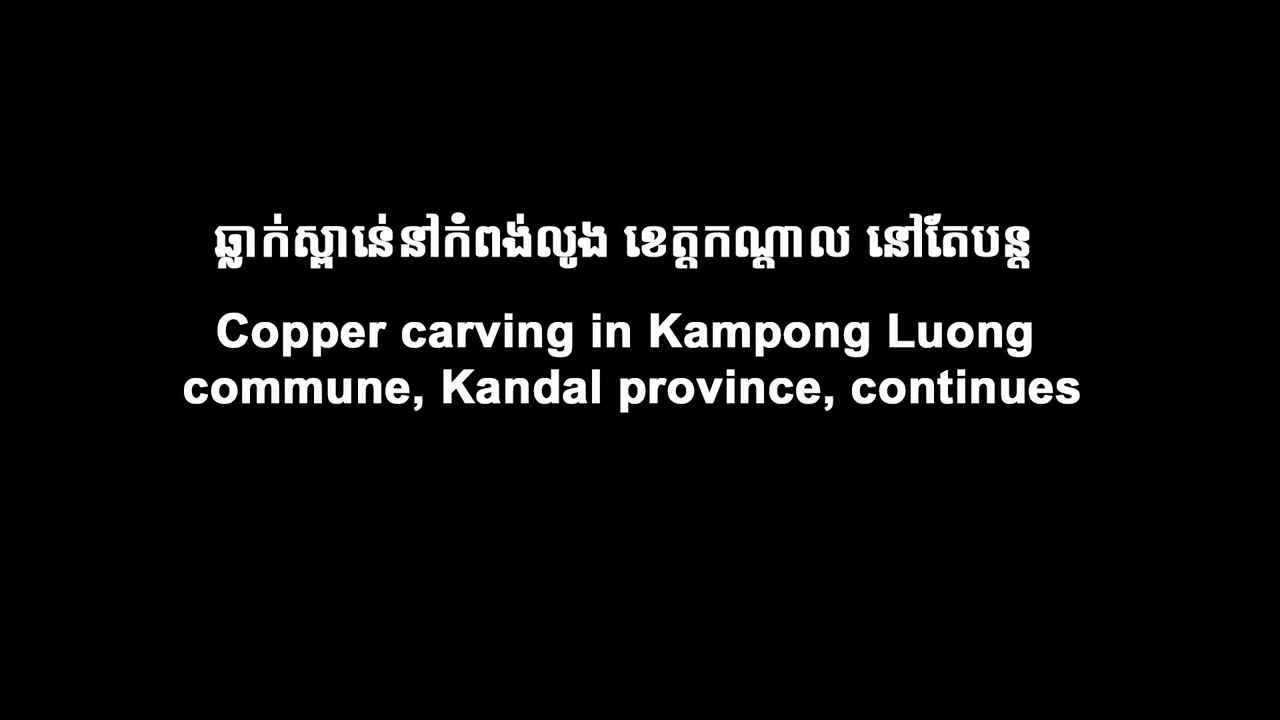 ឆ្លាក់ស្ពាន់នៅកំពង់លូង ខេត្តកណ្ដាល នៅតែបន្ត
Copper carving in Kampong Luong
commune, Kandal province, continues